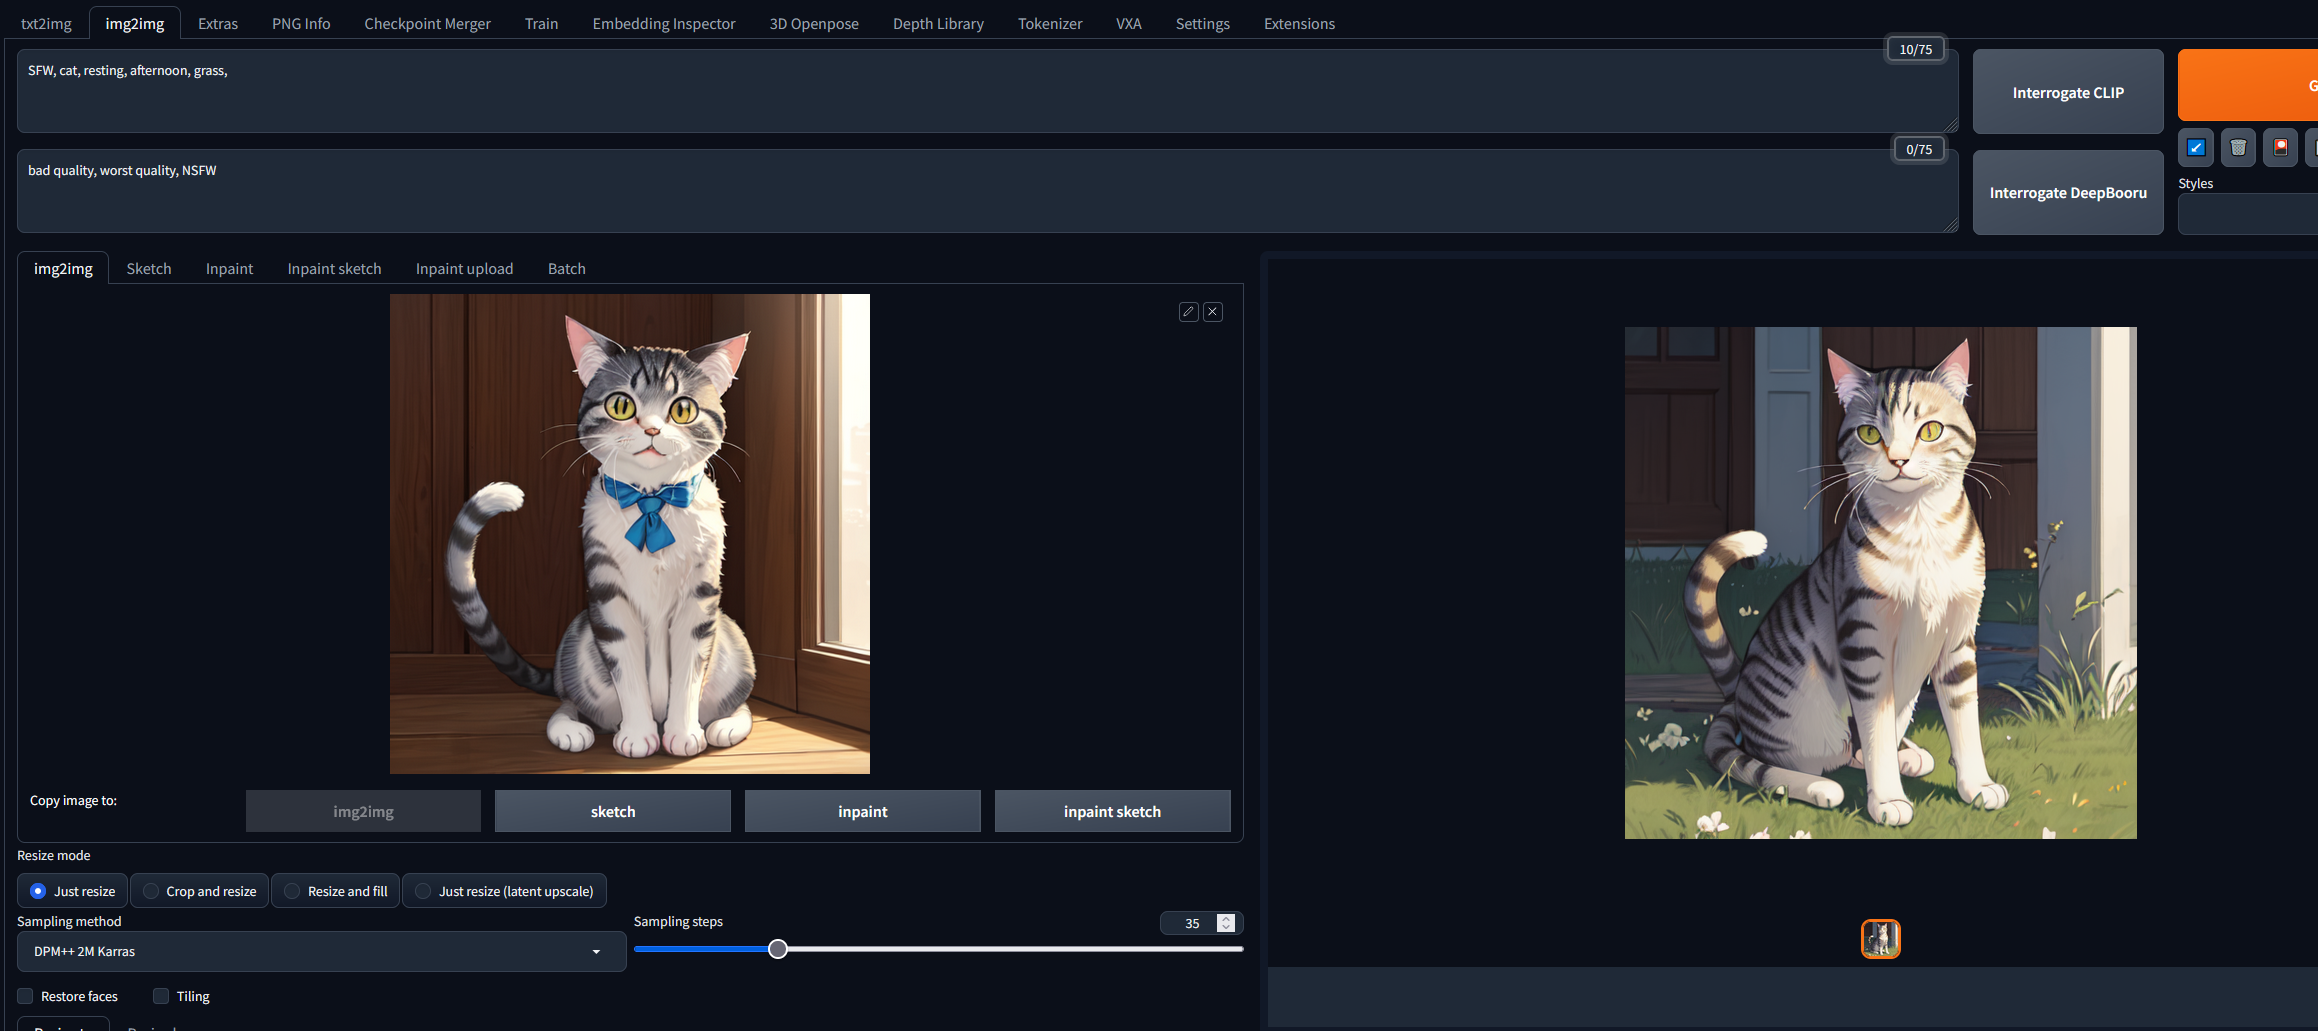 txt2img img2img Extras PNG Info Checkpoint Merger Train Embedding Inspector 3D Openpose Depth Library Tokenizer VXA Settings Extensions
10/75
SFW, cat, resting, afternoon, grass,
Interrogate CLIP
0/75
bad quality, worst quality, NSFW
Styles
Interrogate DeepBooru
img2img Sketch Inpaint Inpaint sketch Inpaint upload Batch
Copy image to:
img2img sketch inpaint inpaint sketch
Resize mode
Just resize Crop and resize Resize and fill Just resize (latent upscale)
Sampling method Sampling steps 35
DPM++ 2M Karras
Restore faces Tiling